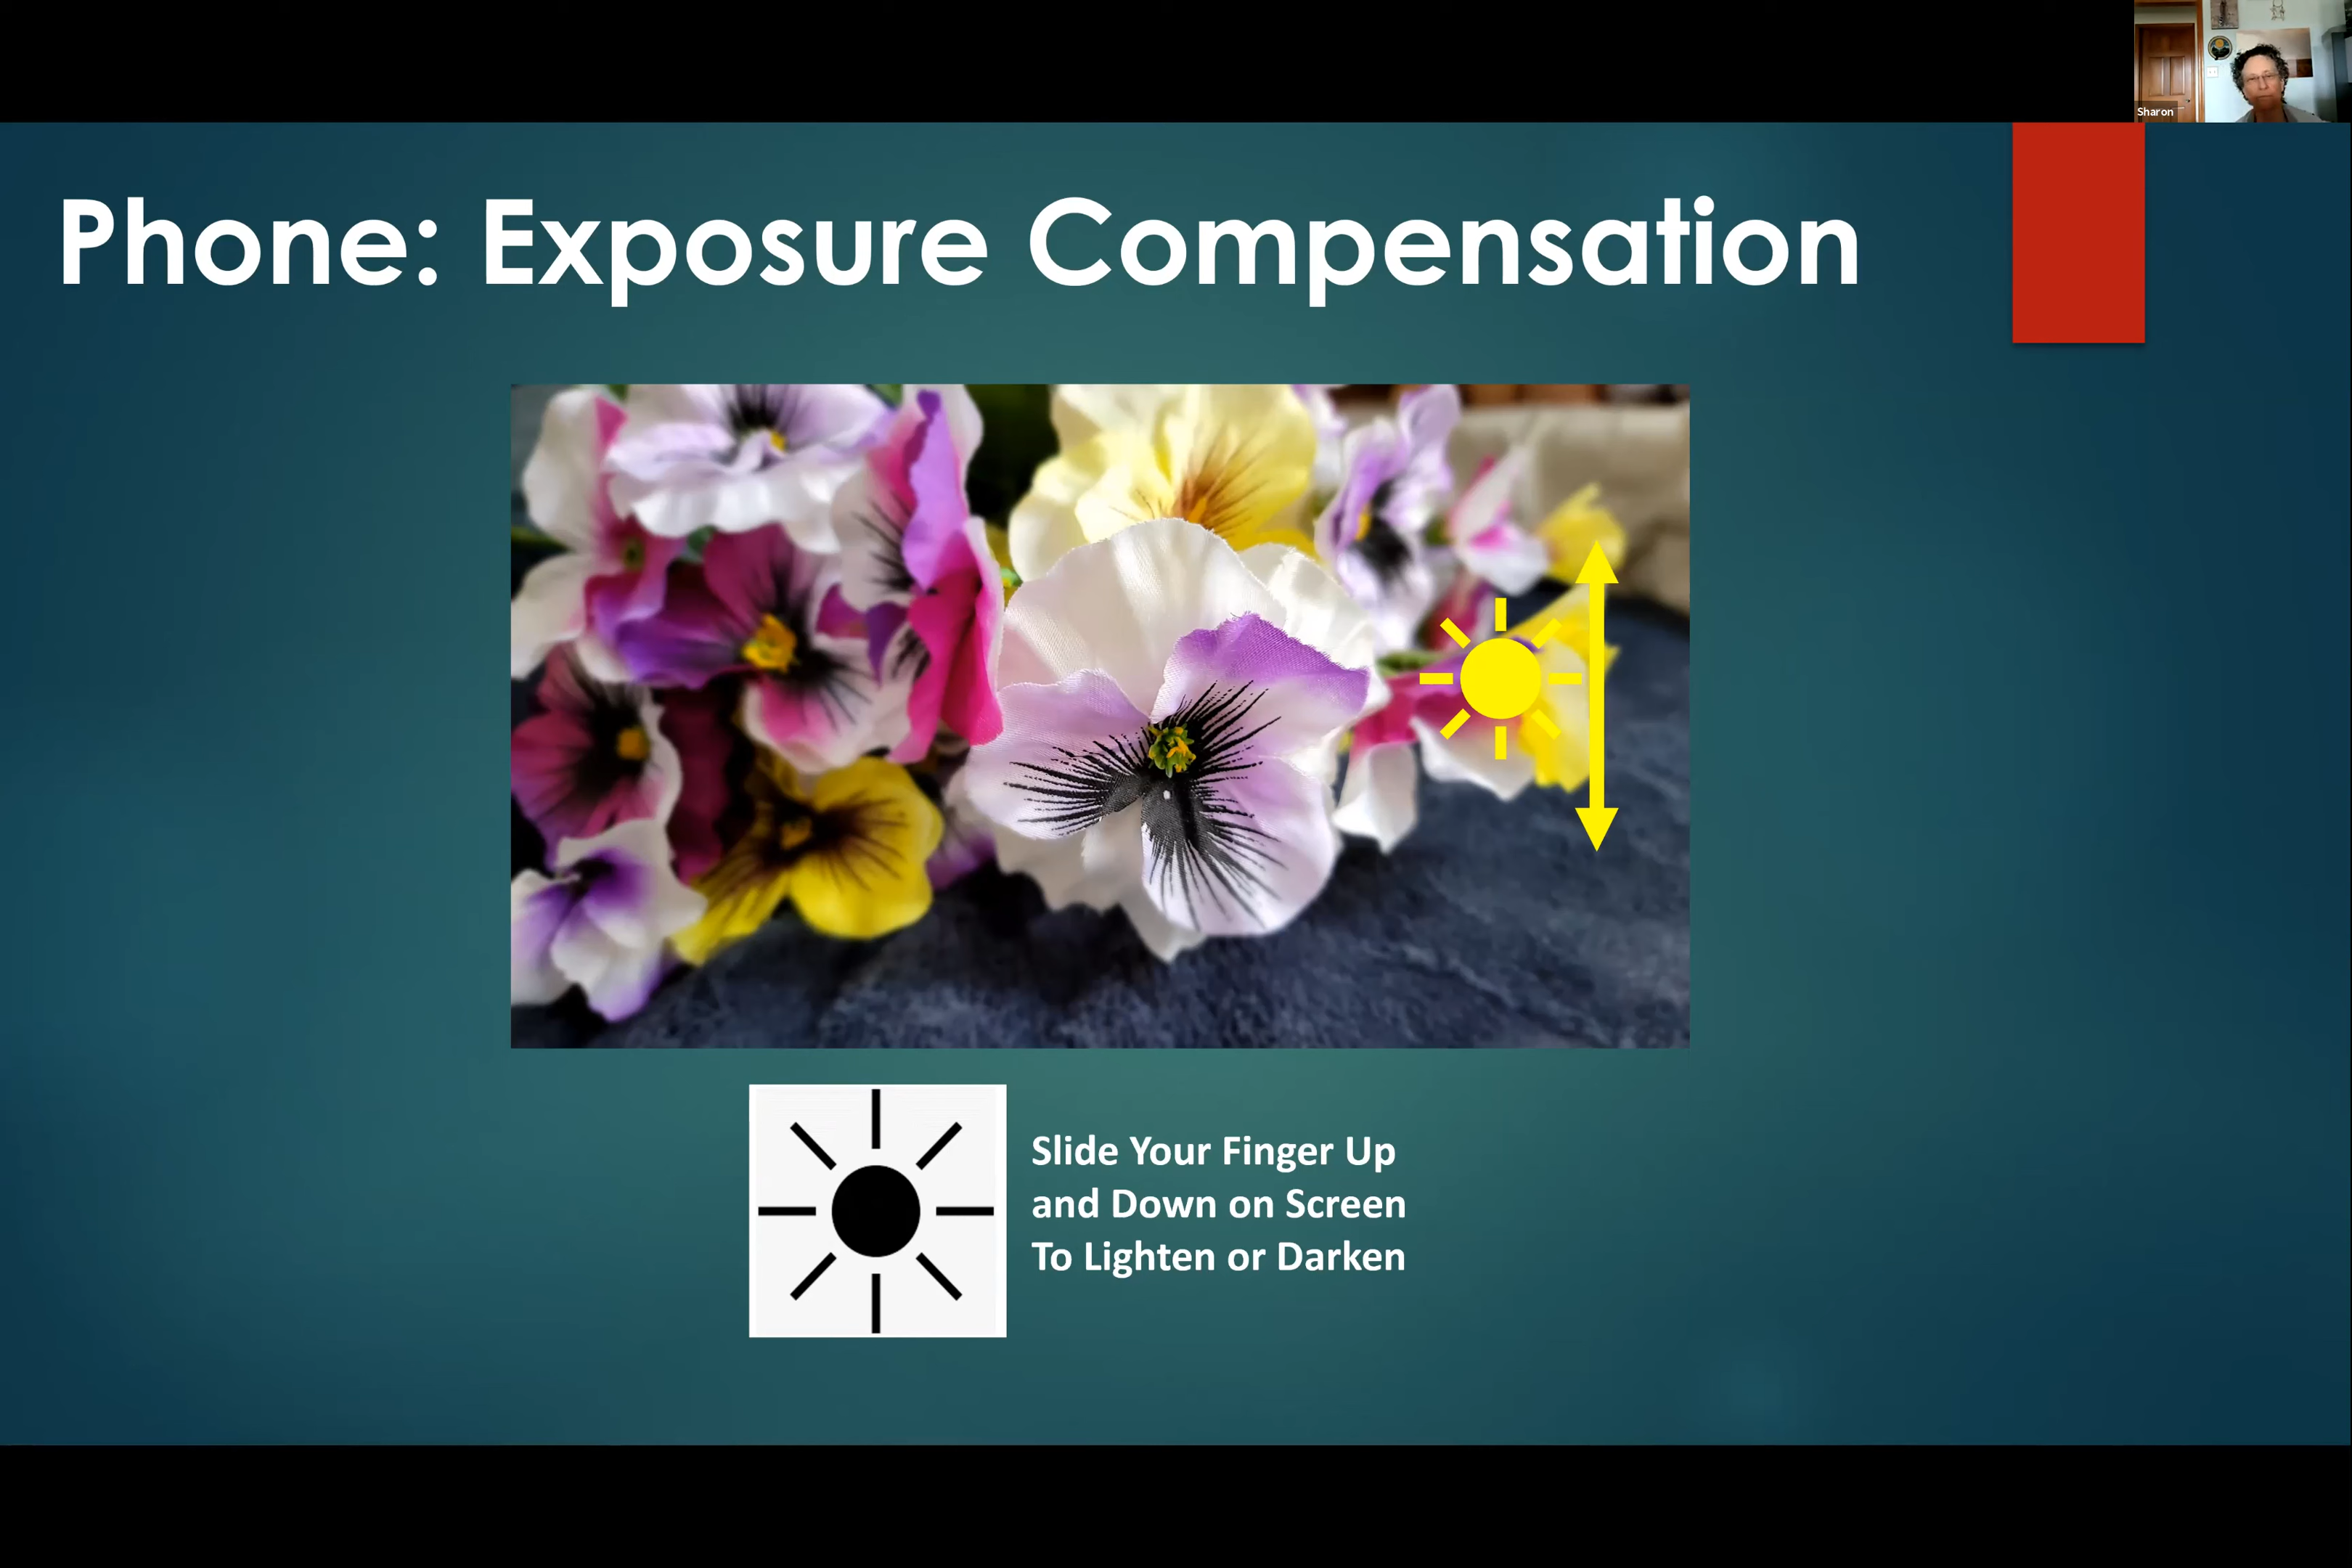 Sharon
Phone: Exposure Compensation
Slide Your Finger Up
and Down on Screen
To Lighten or Darken